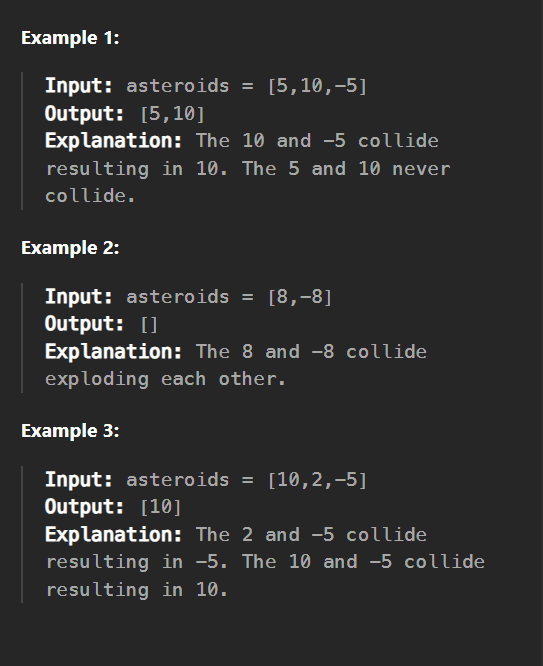 Example 1:
Input: asteroids = [5,10,-5]
Output: [5,10]
Explanation: The 10 and -5 collide
resulting in 10. The 5 and 10 never
collide.
Example 2:
Input: asteroids = [8,-8]
Output: []
Explanation: The 8 and -8 collide
exploding each other.
Example 3:
Input: asteroids = [10,2,-5]
Output: [10]
Explanation: The 2 and -5 collide
resulting in -5. The 10 and -5 collide
resulting in 10.